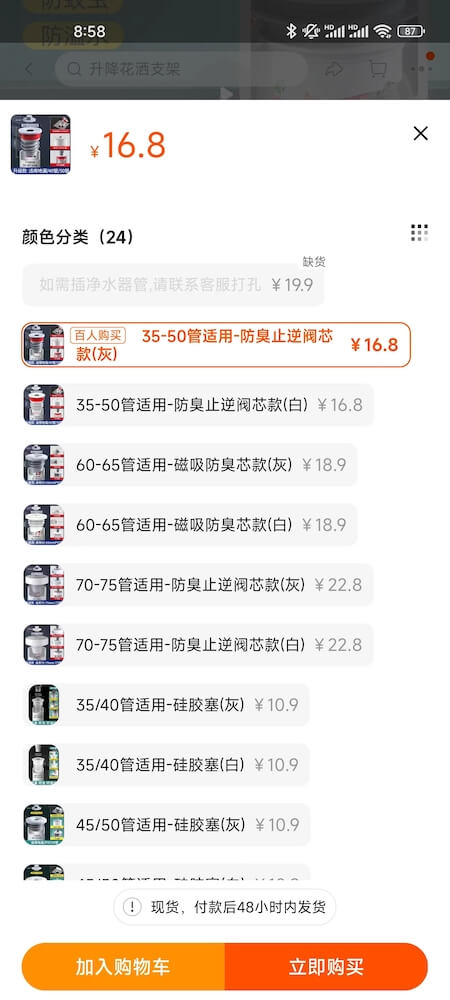 防蚊虫
8:58
HD
HD
87
防溢水
升降花洒支架
¥16.8
颜色分类（24）
缺货
如需插净水器管,请联系客服打孔 ¥19.9
百人购买 35-50管适用-防臭止逆阀芯
款(灰) ¥16.8
35-50管适用-防臭止逆阀芯款(白) ¥16.8
60-65管适用-磁吸防臭芯款(灰) ¥18.9
60-65管适用-磁吸防臭芯款(白) ¥18.9
70-75管适用-防臭止逆阀芯款(灰) ¥22.8
70-75管适用-防臭止逆阀芯款(白) ¥22.8
35/40管适用-硅胶塞(灰) ¥10.9
35/40管适用-硅胶塞(白) ¥10.9
45/50管适用-硅胶塞(灰) ¥10.9
现货，付款后48小时内发货
加入购物车
立即购买